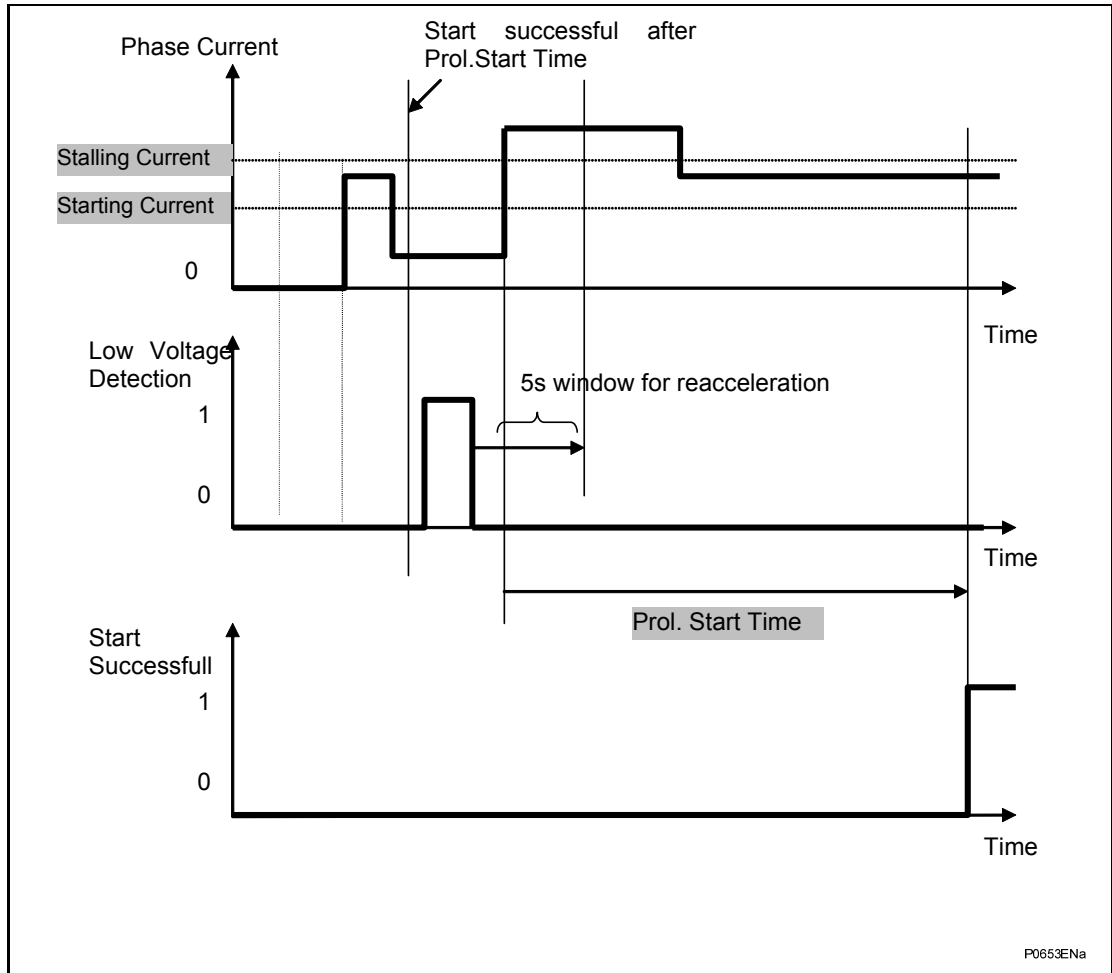 Start successful after
Prol.Start Time
Phase Current
Stalling Current
Starting Current
0
Time
Low Voltage
Detection
5s window for reacceleration
1
0
Time
Prol. Start Time
Start
Successfull
1
0
Time
P0653ENa